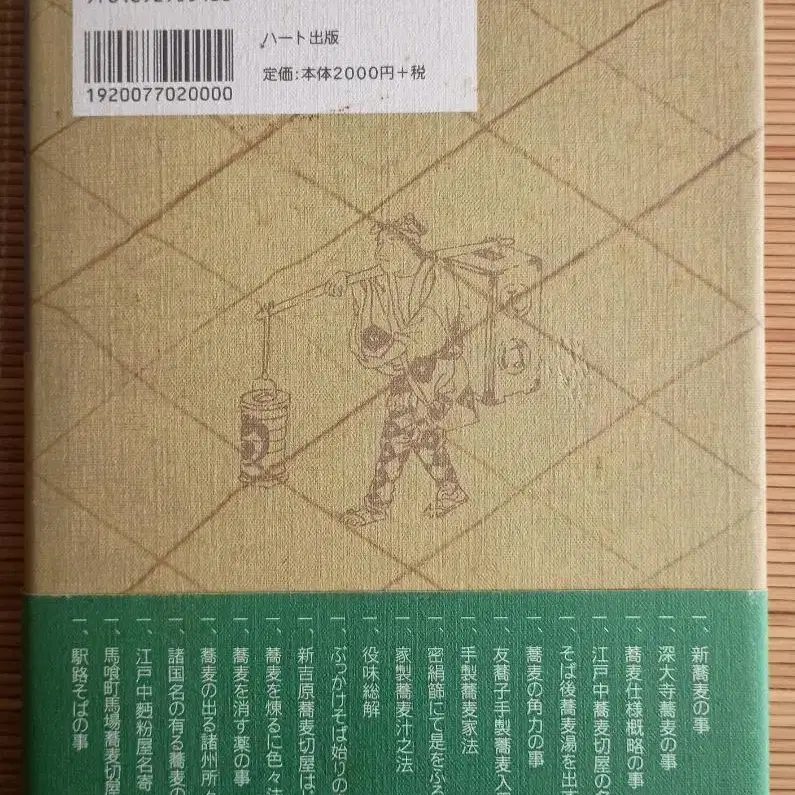 ハート出版
定価:本体2000円+税
1920077020000
そば
一、新蕎麦の事
一、深大寺蕎麦の事
一、蕎麦仕様概略の事
一、江戸中蕎麦切屋の名
一、そば後蕎麦湯を出す
一、蕎麦の角力の事
一、友蕎子手製蕎麦入
一、手製蕎麦家法
一、密絹篩にて是をふる
一、家製蕎麦汁之法
一、役味総解
一、ぶっかけそば始りの
一、新吉原蕎麦切屋は
一、蕎麦を煉るに色々法
一、蕎麦を消す薬の事
一、蕎麦の出る諸州所
一、諸国名の有る蕎麦の
一、江戸中麵粉屋名寄
一、馬喰町馬場蕎麦切屋
一、駅路そばの事